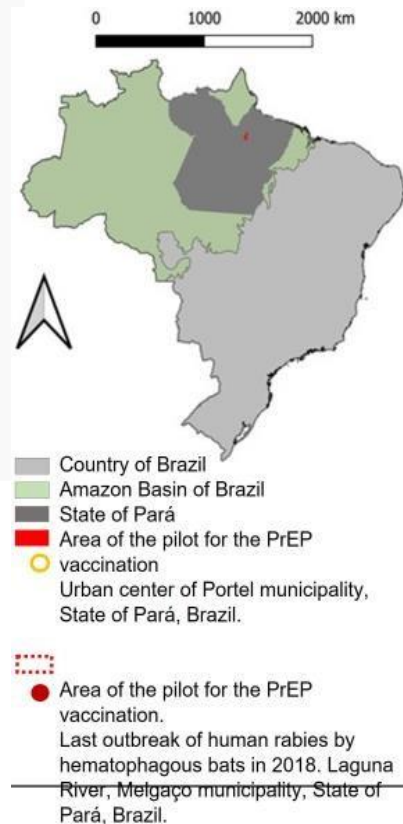 0 1000 2000 km
Country of Brazil
Amazon Basin of Brazil
State of Pará
Area of the pilot for the PrEP
vaccination
Urban center of Portel municipality,
State of Pará, Brazil.
Area of the pilot for the PrEP
vaccination.
Last outbreak of human rabies by
hematophagous bats in 2018. Laguna
River, Melgaço municipality, State of
Pará, Brazil.